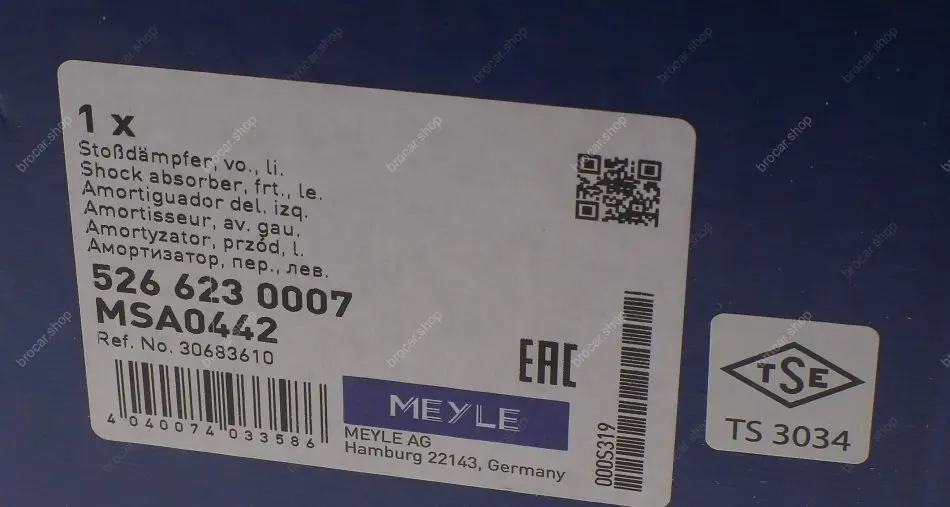 1 x
Stoßdämpfer, vo., li.
Shock absorber, frt., le.
Amortiguador del. izq.
Amortisseur, av. gau.
Amortyzator, przód, l.
Амортизатор, пер., лев.
526 623 0007
MSA0442
Ref. No. 30683610
4 040074 033586
MEYLE
MEYLE AG
Hamburg 22143, Germany
EAC
000S319
TSE
TS 3034
brocar.shop